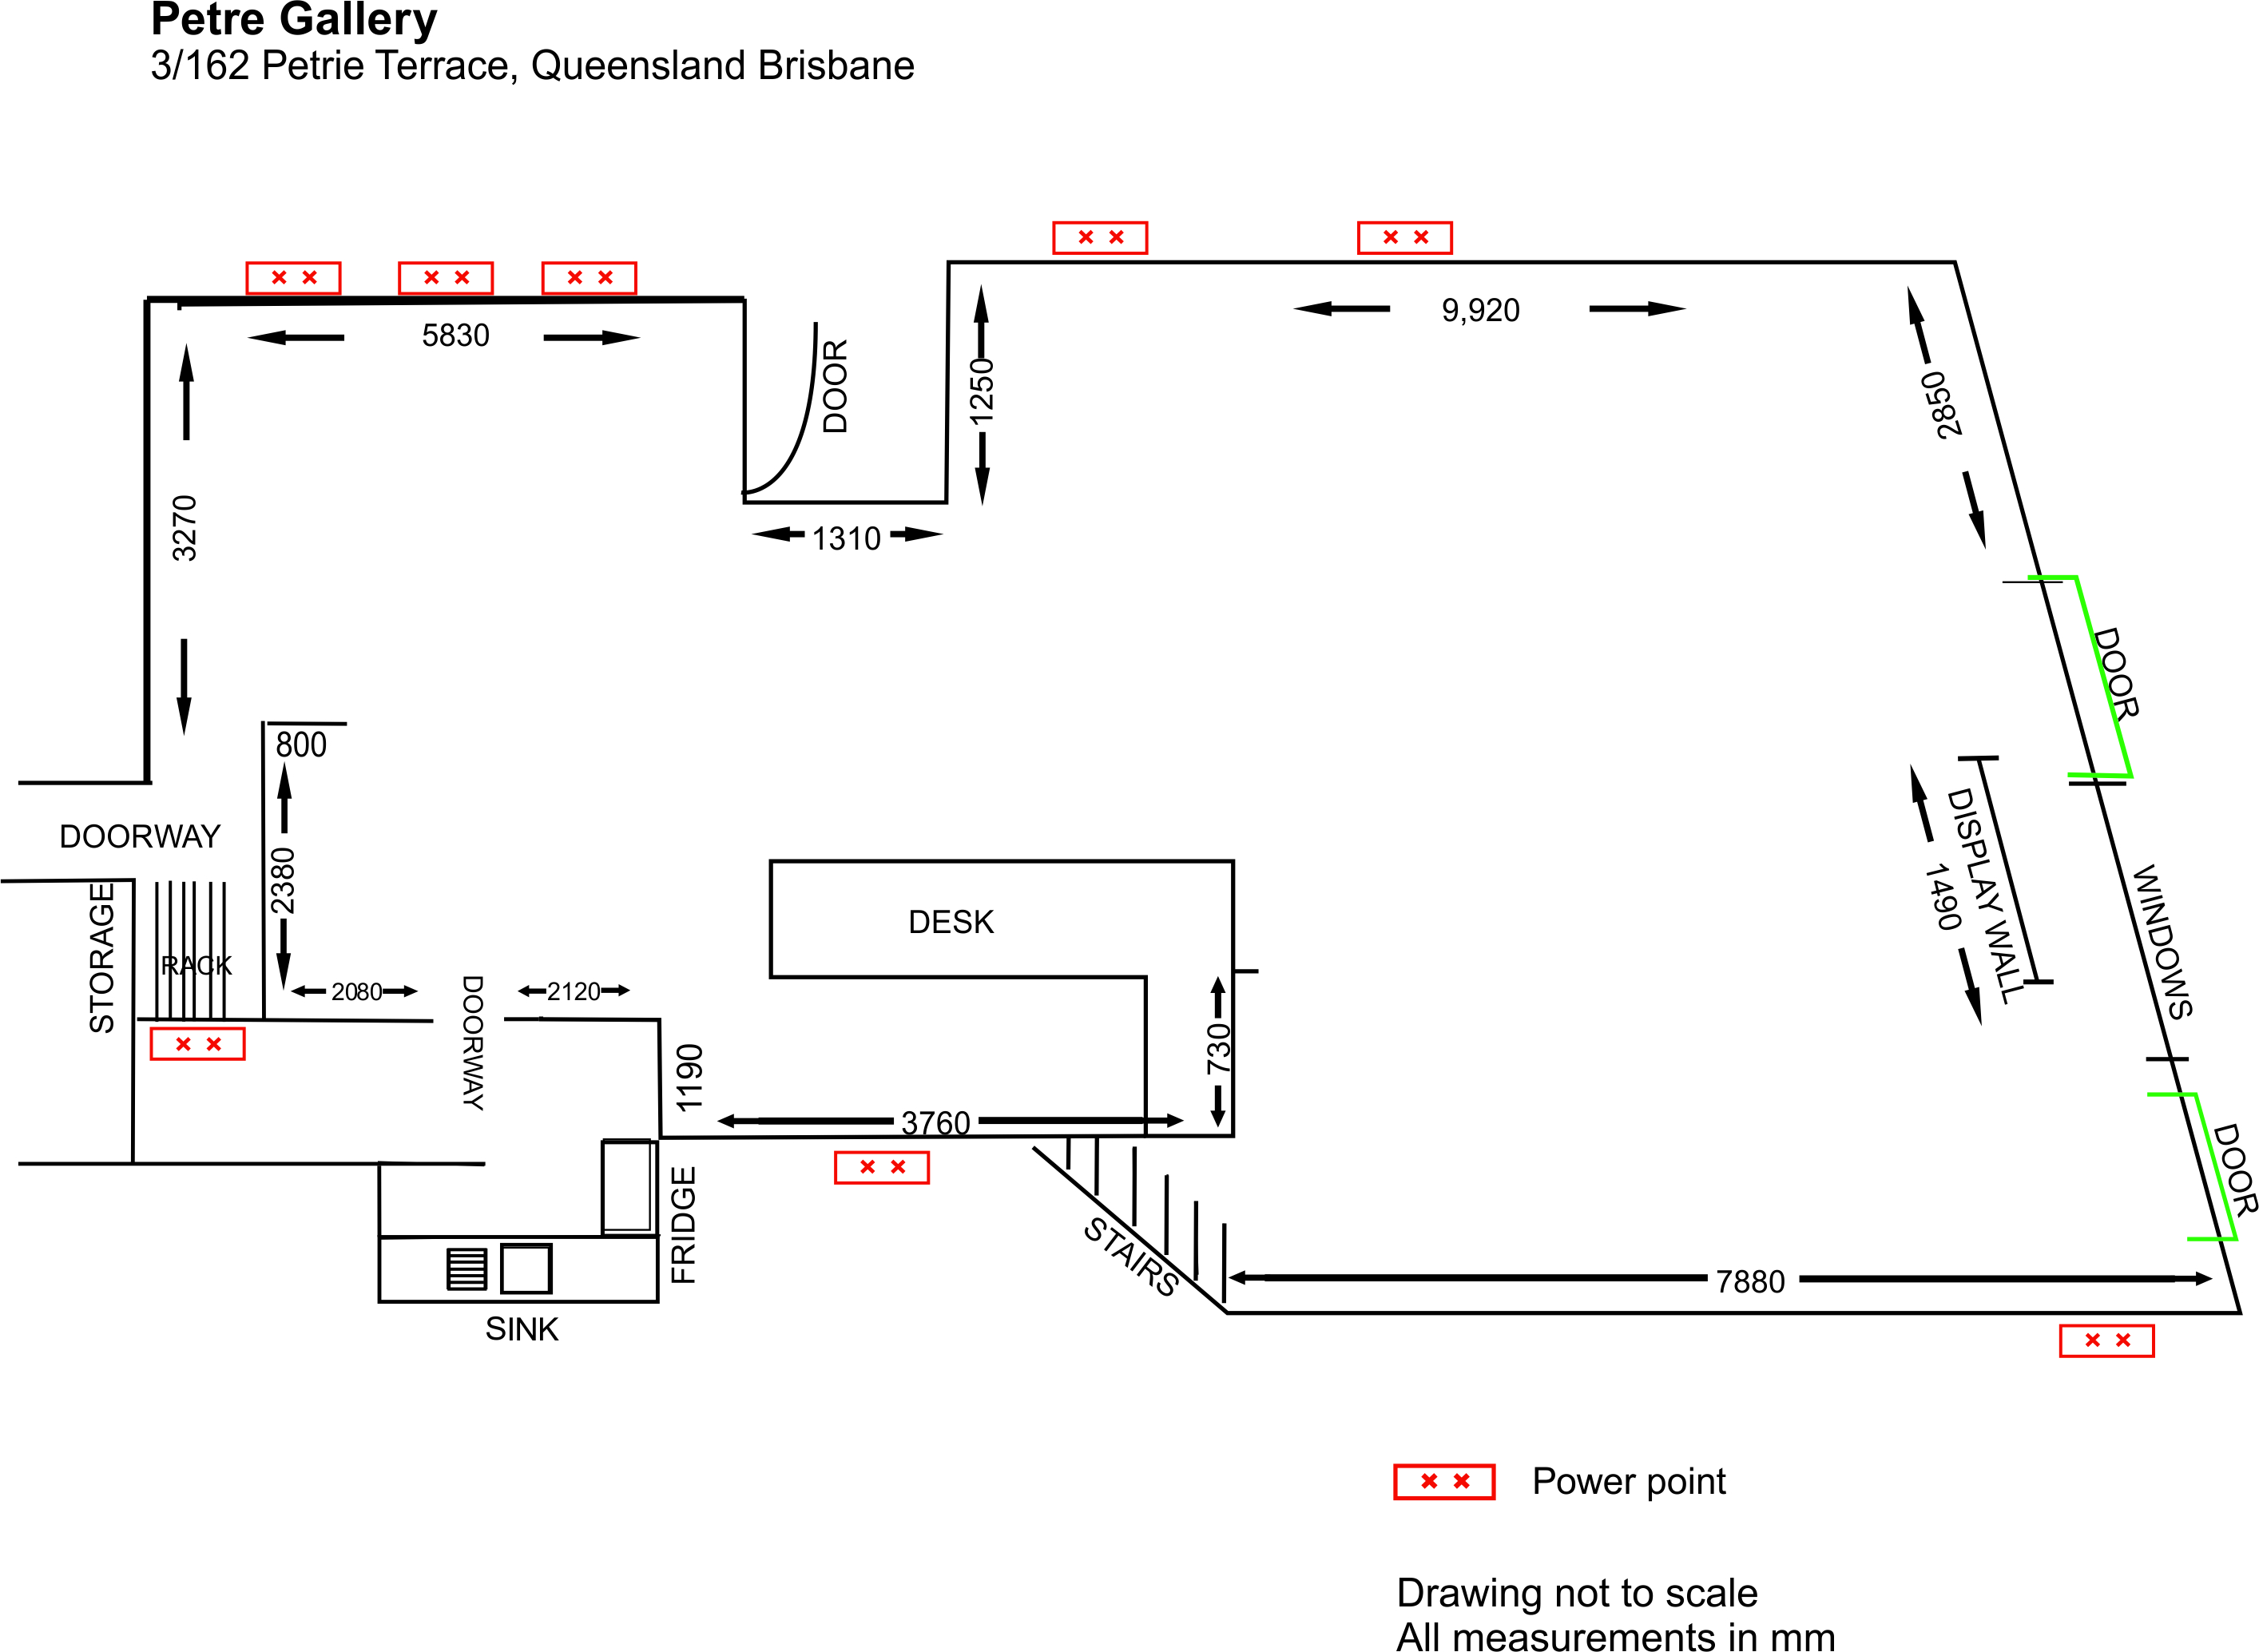 Petre Gallery
3/162 Petrie Terrace, Queensland Brisbane
5830
9,920
DOOR
1250
2850
3270
1310
DOOR
800
DOORWAY
2380
STORAGE
RACK
DESK
DISPLAY WALL
1490
WINDOWS
2080
DOORWAY
2120
1190
730
3760
FRIDGE
STAIRS
DOOR
7880
SINK
Power point
Drawing not to scale
All measurements in mm